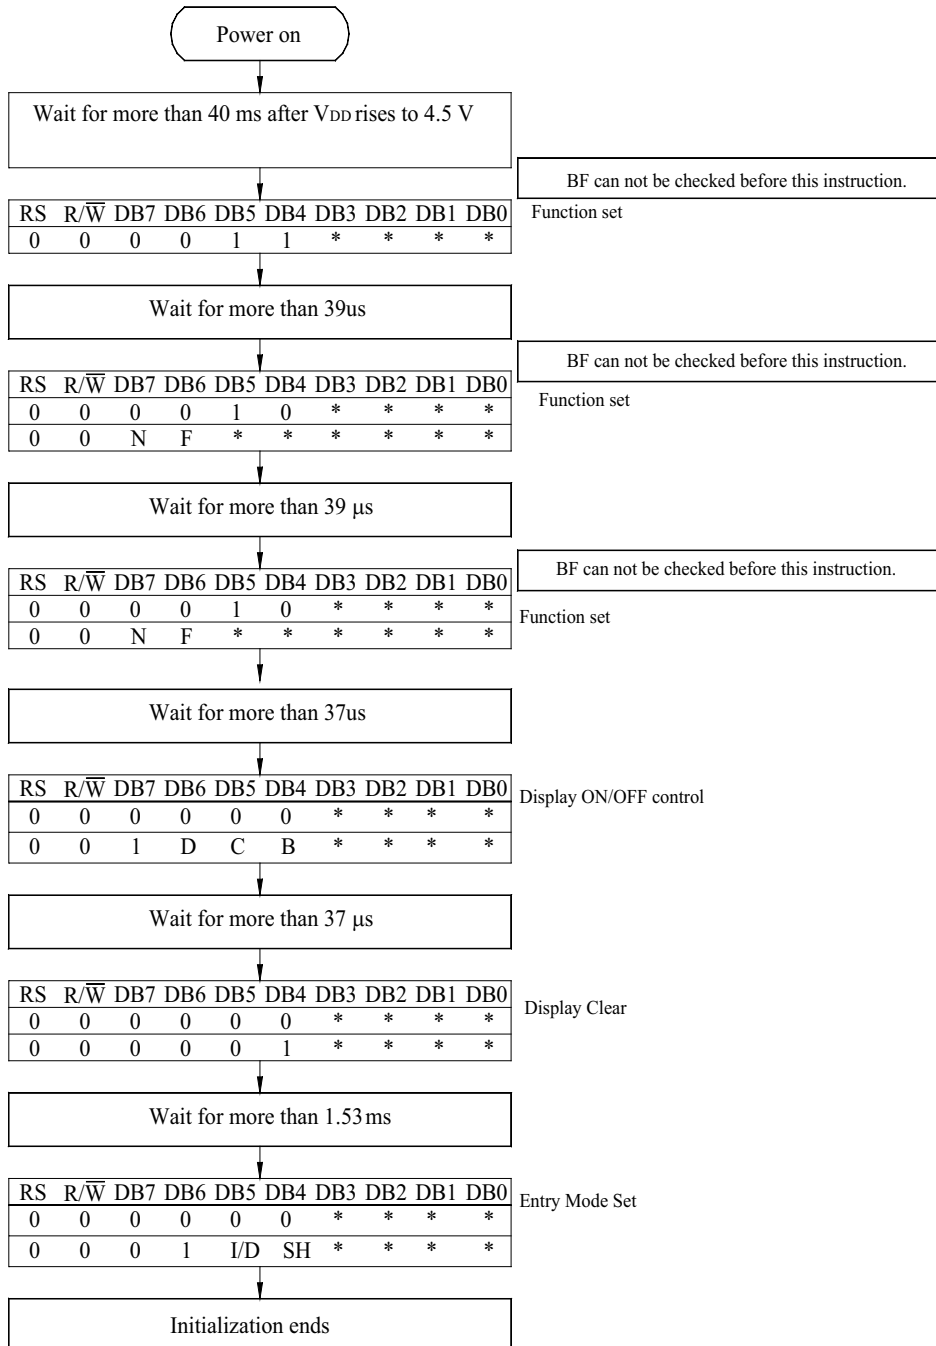 Power on
Wait for more than 40 ms after VDD rises to 4.5 V
BF can not be checked before this instruction.
RS R/W̅ DB7 DB6 DB5 DB4 DB3 DB2 DB1 DB0
Function set
0 0 0 0 1 1 * * * *
Wait for more than 39us
BF can not be checked before this instruction.
RS R/W̅ DB7 DB6 DB5 DB4 DB3 DB2 DB1 DB0
Function set
0 0 0 0 1 0 * * * *
0 0 N F * * * * * *
Wait for more than 39 μs
BF can not be checked before this instruction.
RS R/W̅ DB7 DB6 DB5 DB4 DB3 DB2 DB1 DB0
0 0 0 0 1 0 * * * *
Function set
0 0 N F * * * * * *
Wait for more than 37us
RS R/W̅ DB7 DB6 DB5 DB4 DB3 DB2 DB1 DB0
Display ON/OFF control
0 0 0 0 0 0 * * * *
0 0 1 D C B * * * *
Wait for more than 37 μs
RS R/W̅ DB7 DB6 DB5 DB4 DB3 DB2 DB1 DB0
Display Clear
0 0 0 0 0 0 * * * *
0 0 0 0 0 1 * * * *
Wait for more than 1.53ms
RS R/W̅ DB7 DB6 DB5 DB4 DB3 DB2 DB1 DB0
Entry Mode Set
0 0 0 0 0 0 * * * *
0 0 0 1 I/D SH * * * *
Initialization ends